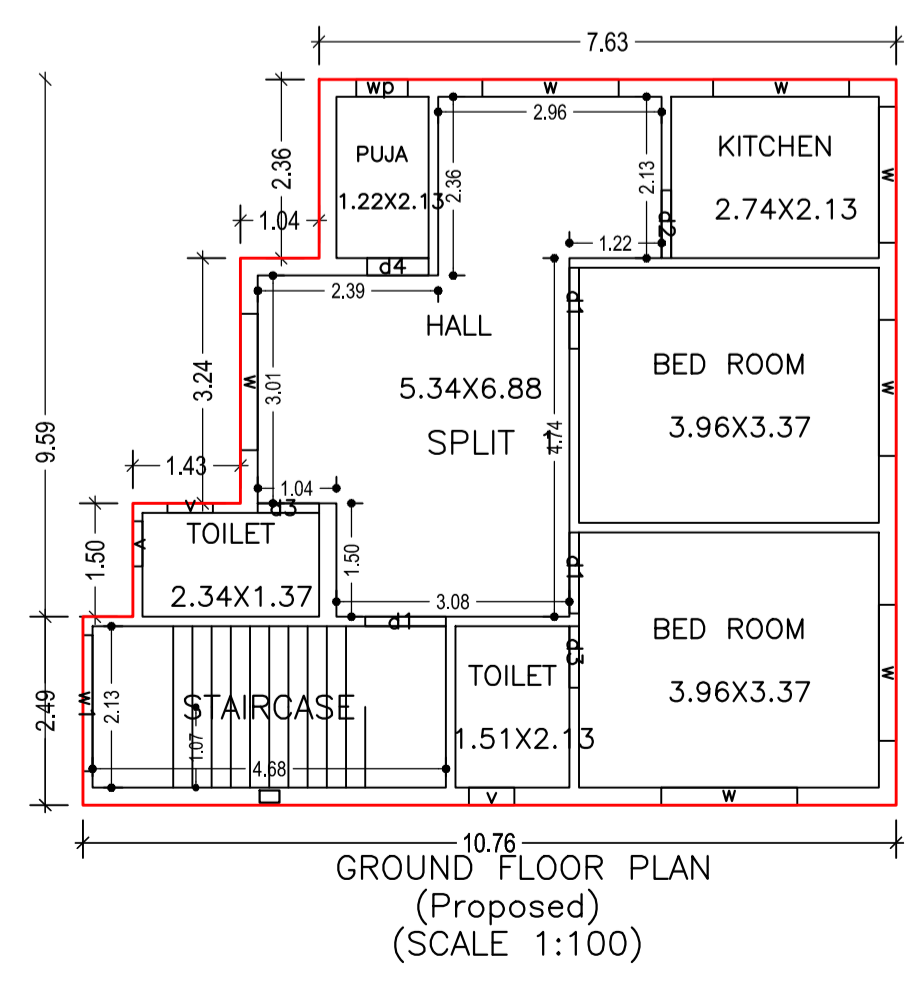 7.63
wp
w
w
2.96
PUJA
1.22X2.13
2.36
2.36
2.13
KITCHEN
2.74X2.13
w
1.04
d2
1.22
d4
2.39
d1
HALL
5.34X6.88
SPLIT 1
3.24
w
3.01
4.74
BED ROOM
3.96X3.37
w
9.59
1.43
1.04
v
d3
TOILET
2.34X1.37
v
1.50
1.50
3.08
d1
d1
BED ROOM
3.96X3.37
w
d3
TOILET
1.51X2.13
STAIRCASE
w
2.13
1.07
4.68
2.49
v
w
10.76
GROUND FLOOR PLAN
(Proposed)
(SCALE 1:100)